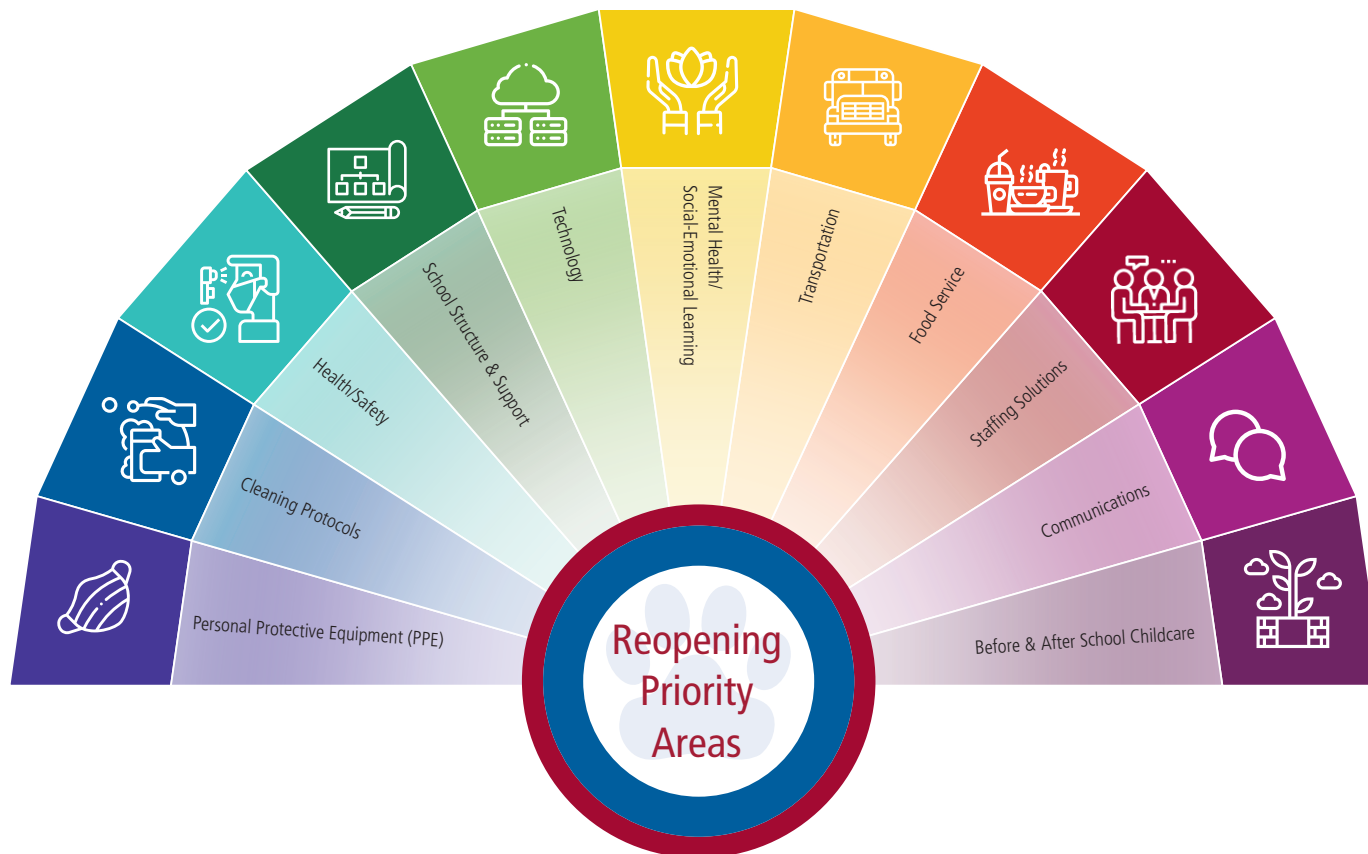 Personal Protective Equipment (PPE)
Cleaning Protocols
Health/Safety
School Structure & Support
Technology
Mental Health/
Social-Emotional Learning
Transportation
Food Service
Staffing Solutions
Communications
Before & After School Childcare
Reopening
Priority
Areas